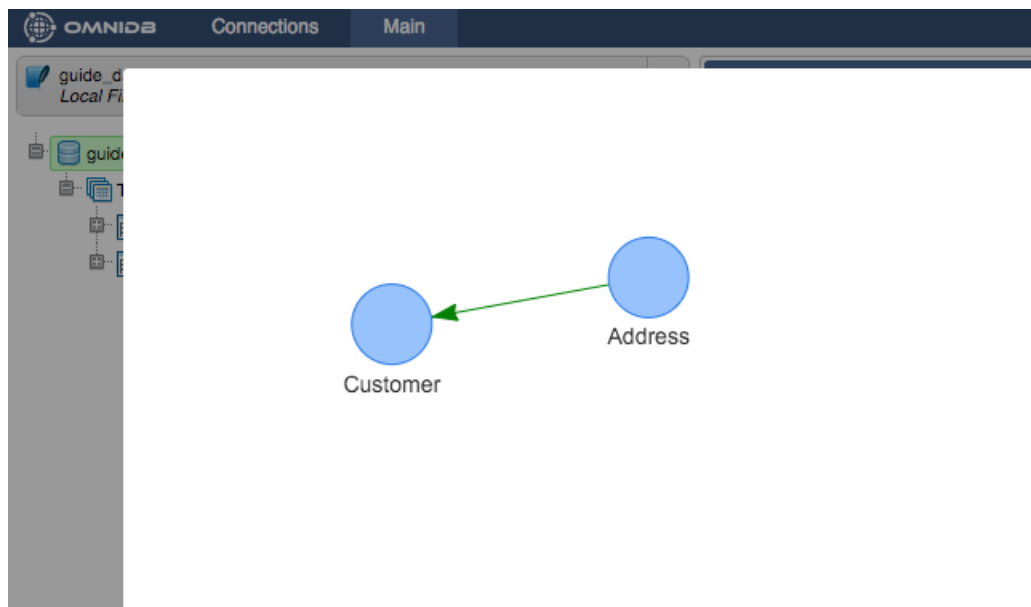 OMNIDB Connections Main
guide_d
Local Fi
guide
T
Address
Customer